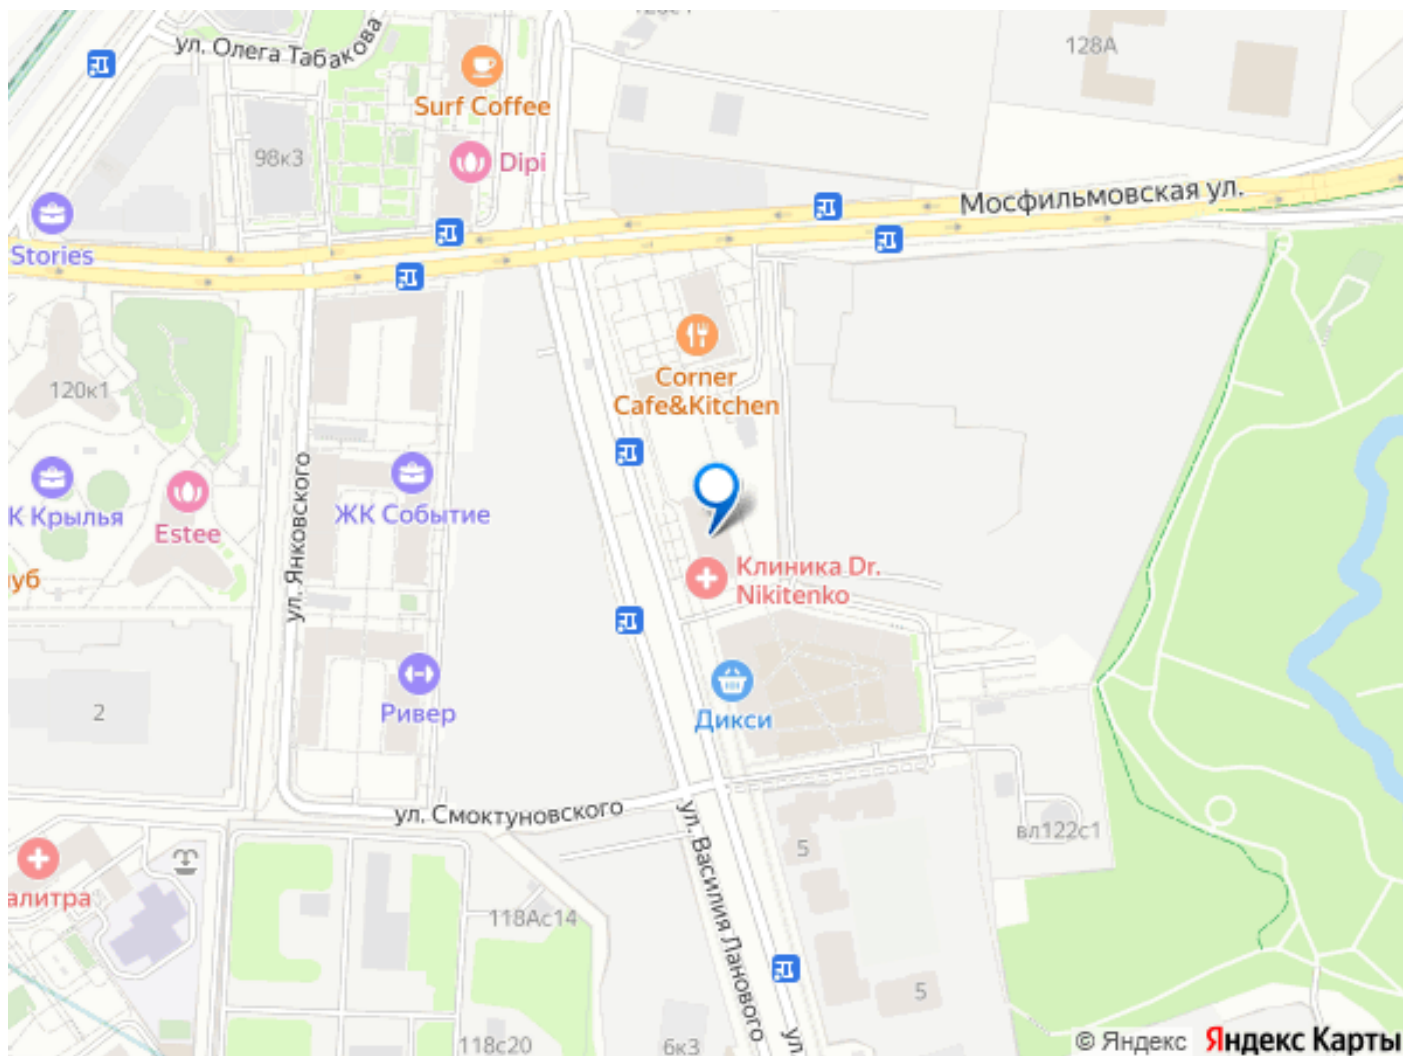 ул. Олега Табакова
128А
Surf Coffee
98к3
Dipi
Мосфильмовская ул.
Stories
Corner
Cafe&Kitchen
120к1
ул. Янковского
К Крылья
ЖК Событие
Estee
уб
Клиника Dr.
Nikitenko
2
Ривер
Дикси
ул. Смоктуновского
ул. Василия Ланового
5
вл122с1
алитра
118Ас14
5
118с20
6к3
ул.
© Яндекс Яндекс Карты